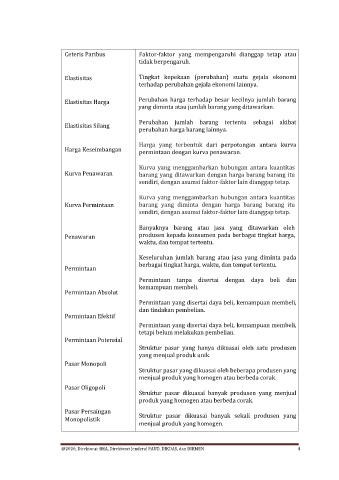 Ceteris Paribus
Faktor-faktor yang mempengaruhi dianggap tetap atau
tidak berpengaruh.
Elastisitas
Tingkat kepekaan (perubahan) suatu gejala ekonomi
terhadap perubahan gejala ekonomi lainnya.
Elastisitas Harga
Perubahan harga terhadap besar kecilnya jumlah barang
yang diminta atau jumlah barang yang ditawarkan.
Elastisitas Silang
Perubahan jumlah barang tertentu sebagai akibat
perubahan harga barang lainnya.
Harga Keseimbangan
Harga yang terbentuk dari perpotongan antara kurva
permintaan dengan kurva penawaran.
Kurva Penawaran
Kurva yang menggambarkan hubungan antara kuantitas
barang yang ditawarkan dengan harga barang barang itu
sendiri, dengan asumsi faktor-faktor lain dianggap tetap.
Kurva Permintaan
Kurva yang menggambarkan hubungan antara kuantitas
barang yang diminta dengan harga barang barang itu
sendiri, dengan asumsi faktor-faktor lain dianggap tetap.
Penawaran
Banyaknya barang atau jasa yang ditawarkan oleh
produsen kepada konsumen pada berbagai tingkat harga,
waktu, dan tempat tertentu.
Permintaan
Keseluruhan jumlah barang atau jasa yang diminta pada
berbagai tingkat harga, waktu, dan tempat tertentu.
Permintaan Absolut
Permintaan tanpa disertai dengan daya beli dan
kemampuan membeli.
Permintaan Efektif
Permintaan yang disertai daya beli, kemampuan membeli,
dan tindakan pembelian.
Permintaan Potensial
Permintaan yang disertai daya beli, kemampuan membeli,
tetapi belum melakukan pembelian.
Pasar Monopoli
Struktur pasar yang hanya dikuasai oleh satu produsen
yang menjual produk unik.
Pasar Oligopoli
Struktur pasar yang dikuasai oleh beberapa produsen yang
menjual produk yang homogen atau berbeda corak.
Pasar Persaingan
Monopolistik
Struktur pasar dikuasai banyak produsen yang menjual
produk yang homogen atau berbeda corak.
Struktur pasar dikuasai banyak sekali produsen yang
menjual produk yang homogen.
@2020, Direktorat SMA, Direktorat Jenderal PAUD, DIKDAS, dan DIKMEN
4